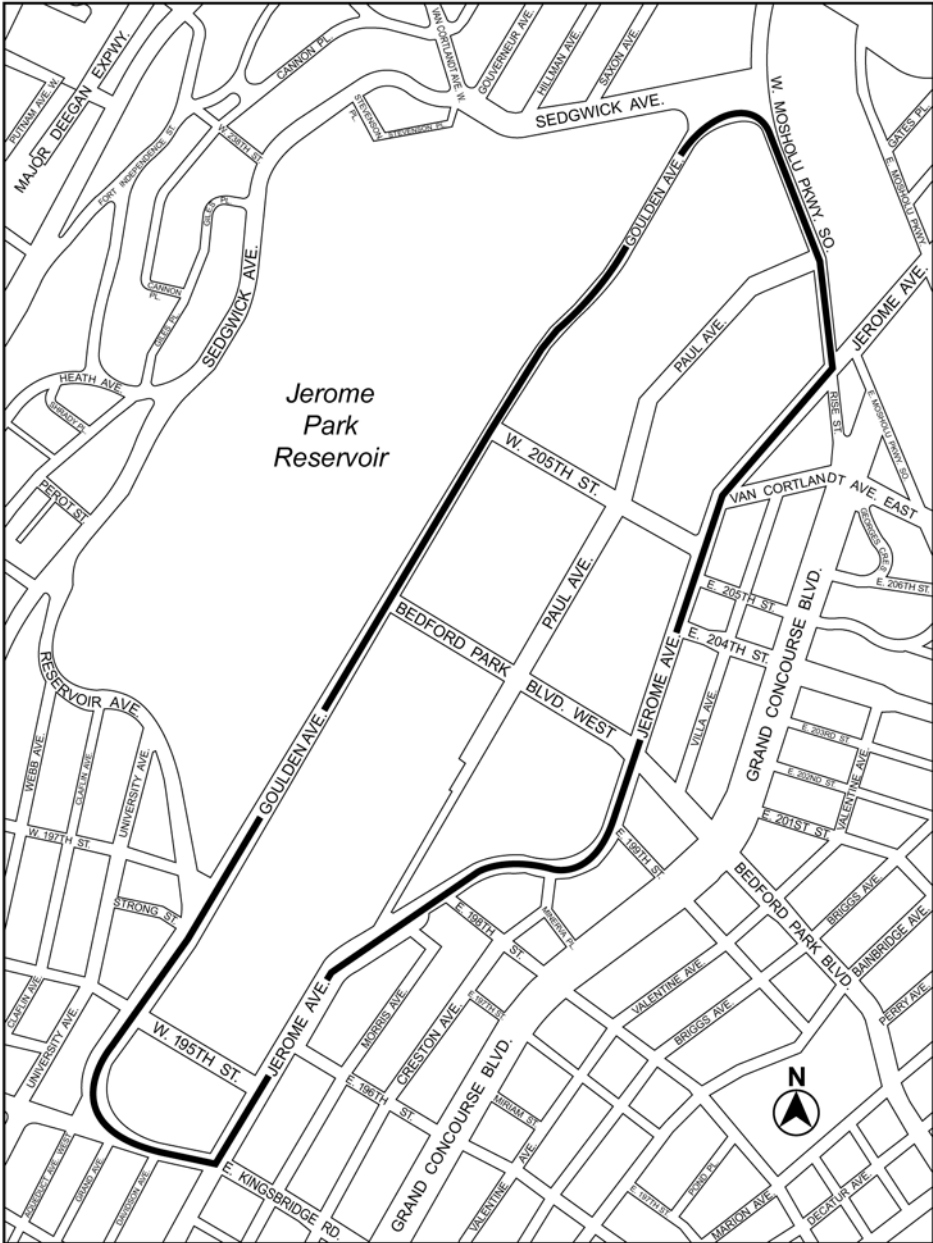 PUTNAM AVE W.
MAJOR DEEGAN EXPWY.
CANNON PL.
VAN CORTLANDT AVE. W.
GOUVERNEUR AVE.
HILLMAN AVE.
SAXON AVE.
SEDGWICK AVE.
W. MOSHOLU PKWY. SO.
GATES PL.
E. MOSHOLU PKWY
STEVENSON PL.
STEVENSON PL
FORT INDEPENDENCE ST.
W. 238TH ST.
GILES PL
GOULDEN AVE.
JEROME AVE.
SEDGWICK AVE.
CANNON PL.
GILES PL.
PAUL AVE.
HEATH AVE.
SHRADY PL.
Jerome
Park
Reservoir
RISE ST.
E. MOSHOLU PKWY. SO.
W. 205TH ST.
VAN CORTLANDT AVE. EAST
PEROT ST.
GEORGES CRES
E. 206TH ST.
PAUL AVE.
E. 205TH ST.
GRAND CONCOURSE BLVD.
BEDFORD PARK BLVD. WEST
E. 204TH ST.
JEROME AVE.
VILLA AVE.
RESERVOIR AVE.
GOULDEN AVE.
WEBB AVE.
CLAFLIN AVE.
UNIVERSITY AVE.
E. 203RD ST.
E. 202ND ST.
VALENTINE AVE.
E. 201ST ST.
W. 197TH ST.
E. 199TH ST.
BEDFORD PARK BLVD.
BRIGGS AVE.
BAINBRIDGE AVE.
PERRY AVE.
STRONG ST.
E. 198TH ST.
MINERVA PL.
VALENTINE AVE.
BRIGGS AVE.
CLAFLIN AVE.
UNIVERSITY AVE.
W. 195TH ST.
JEROME AVE.
MORRIS AVE.
E. 197TH ST.
CRESTON AVE.
E. 196TH ST.
GRAND CONCOURSE BLVD.
MIRIAM ST.
N
AQUEDUCT AVE. WEST
GRAND AVE.
DAVIDSON AVE.
E. KINGSBRIDGE RD.
VALENTINE AVE.
E. 197TH ST.
POND PL.
MARION AVE.
DECATUR AVE.